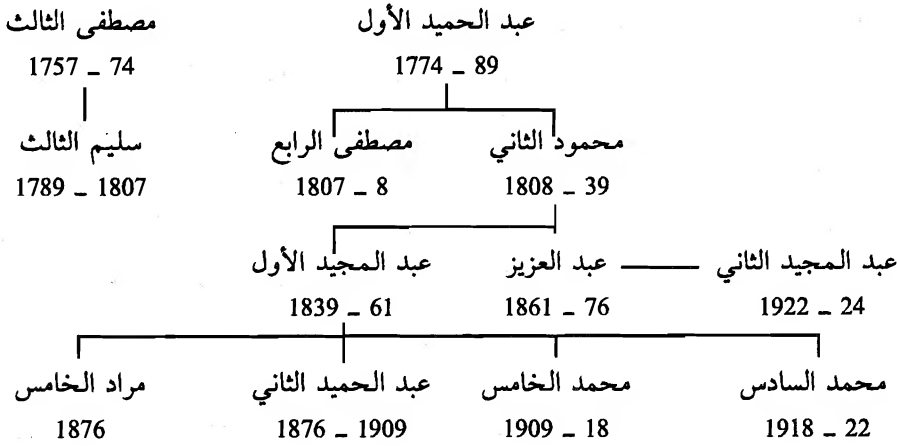 عبد الحميد الأول مصطفى الثالث
1774 – 89 1757 – 74
محمود الثاني مصطفى الرابع سليم الثالث
1808 – 39 1807 – 8 1789 – 1807
عبد المجيد الثاني عبد العزيز عبد المجيد الأول
1922 – 24 1861 – 76 1839 – 61
محمد السادس محمد الخامس عبد الحميد الثاني مراد الخامس
1918 – 22 1909 – 18 1876 – 1909 1876